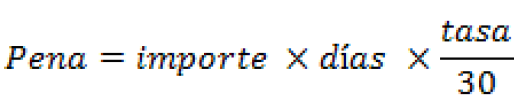 Pena = importe × días × tasa/30